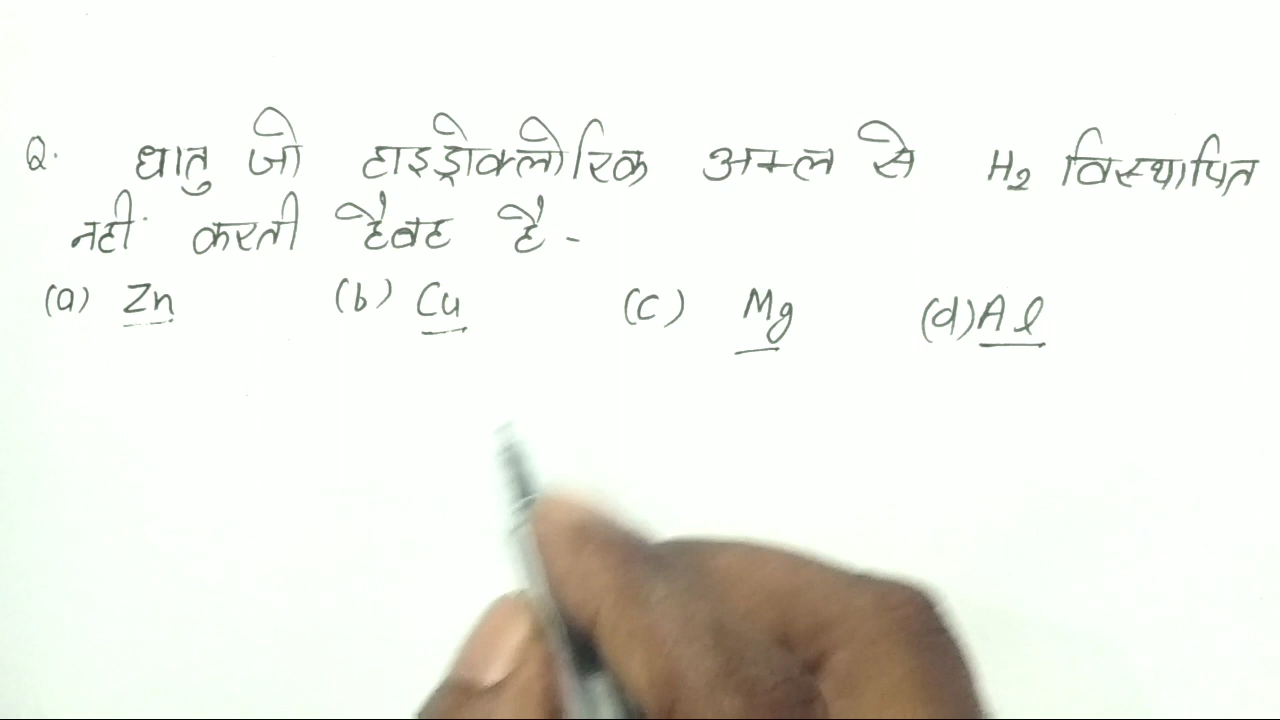 Q. धातु जो हाइड्रोक्लोरिक अम्ल से H2 विस्थापित
नहीं करती है वह है -
(a) Zn (b) Cu (c) Mg (d) Al